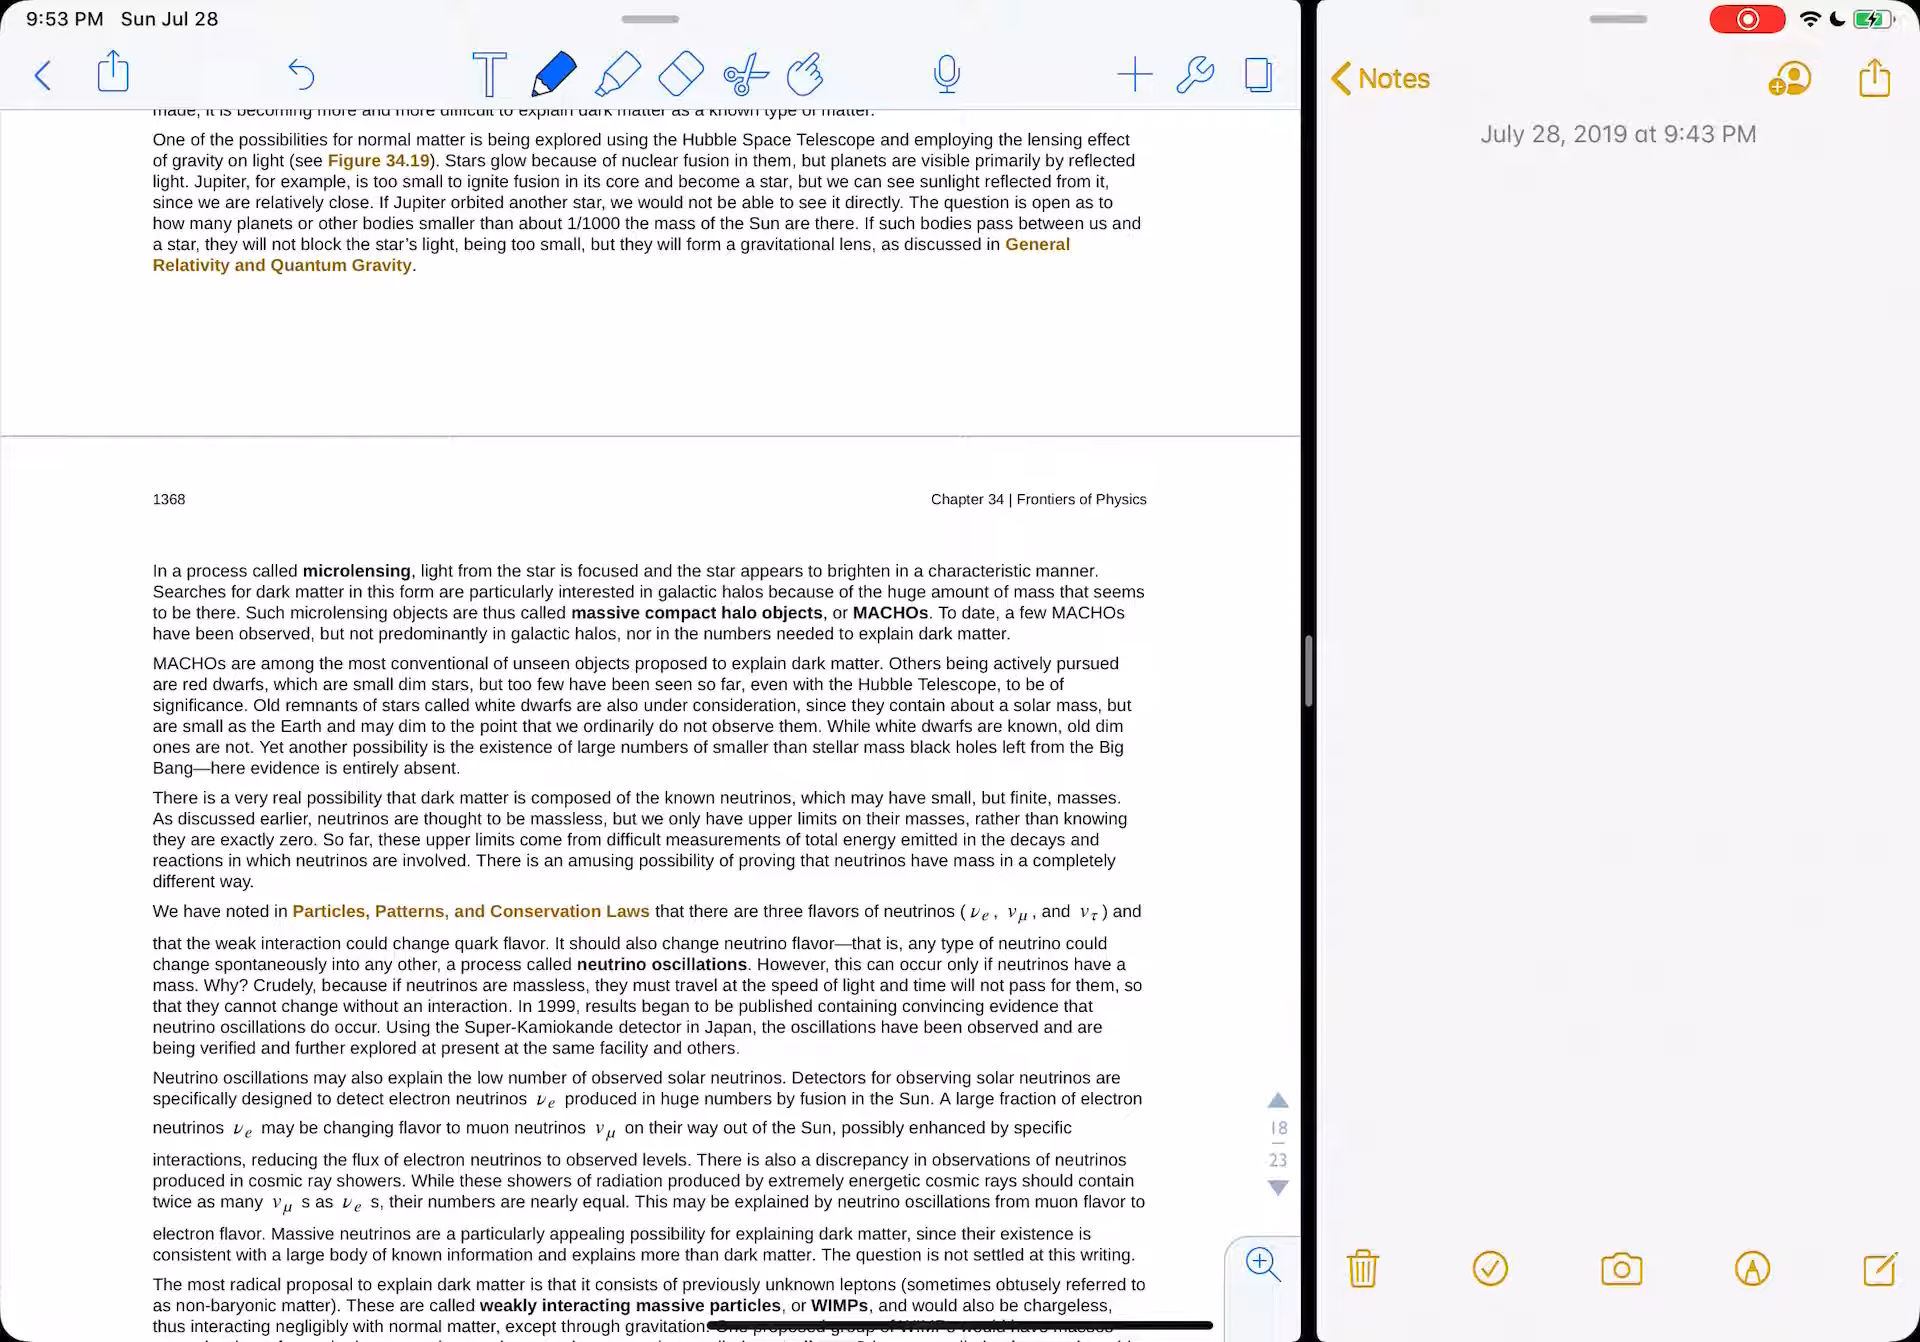 9:53 PM Sun Jul 28
Notes
July 28, 2019 at 9:43 PM
made, it is becoming more and more difficult to explain dark matter as a known type of matter.
One of the possibilities for normal matter is being explored using the Hubble Space Telescope and employing the lensing effect
of gravity on light (see Figure 34.19). Stars glow because of nuclear fusion in them, but planets are visible primarily by reflected
light. Jupiter, for example, is too small to ignite fusion in its core and become a star, but we can see sunlight reflected from it,
since we are relatively close. If Jupiter orbited another star, we would not be able to see it directly. The question is open as to
how many planets or other bodies smaller than about 1/1000 the mass of the Sun are there. If such bodies pass between us and
a star, they will not block the star’s light, being too small, but they will form a gravitational lens, as discussed in General
Relativity and Quantum Gravity.
1368
Chapter 34 | Frontiers of Physics
In a process called microlensing, light from the star is focused and the star appears to brighten in a characteristic manner.
Searches for dark matter in this form are particularly interested in galactic halos because of the huge amount of mass that seems
to be there. Such microlensing objects are thus called massive compact halo objects, or MACHOs. To date, a few MACHOs
have been observed, but not predominantly in galactic halos, nor in the numbers needed to explain dark matter.
MACHOs are among the most conventional of unseen objects proposed to explain dark matter. Others being actively pursued
are red dwarfs, which are small dim stars, but too few have been seen so far, even with the Hubble Telescope, to be of
significance. Old remnants of stars called white dwarfs are also under consideration, since they contain about a solar mass, but
are small as the Earth and may dim to the point that we ordinarily do not observe them. While white dwarfs are known, old dim
ones are not. Yet another possibility is the existence of large numbers of smaller than stellar mass black holes left from the Big
Bang—here evidence is entirely absent.
There is a very real possibility that dark matter is composed of the known neutrinos, which may have small, but finite, masses.
As discussed earlier, neutrinos are thought to be massless, but we only have upper limits on their masses, rather than knowing
they are exactly zero. So far, these upper limits come from difficult measurements of total energy emitted in the decays and
reactions in which neutrinos are involved. There is an amusing possibility of proving that neutrinos have mass in a completely
different way.
We have noted in Particles, Patterns, and Conservation Laws that there are three flavors of neutrinos ( νe , νμ , and ντ ) and
that the weak interaction could change quark flavor. It should also change neutrino flavor—that is, any type of neutrino could
change spontaneously into any other, a process called neutrino oscillations. However, this can occur only if neutrinos have a
mass. Why? Crudely, because if neutrinos are massless, they must travel at the speed of light and time will not pass for them, so
that they cannot change without an interaction. In 1999, results began to be published containing convincing evidence that
neutrino oscillations do occur. Using the Super-Kamiokande detector in Japan, the oscillations have been observed and are
being verified and further explored at present at the same facility and others.
Neutrino oscillations may also explain the low number of observed solar neutrinos. Detectors for observing solar neutrinos are
specifically designed to detect electron neutrinos νe produced in huge numbers by fusion in the Sun. A large fraction of electron
neutrinos νe may be changing flavor to muon neutrinos νμ on their way out of the Sun, possibly enhanced by specific
interactions, reducing the flux of electron neutrinos to observed levels. There is also a discrepancy in observations of neutrinos
produced in cosmic ray showers. While these showers of radiation produced by extremely energetic cosmic rays should contain
twice as many νμ s as νe s, their numbers are nearly equal. This may be explained by neutrino oscillations from muon flavor to
electron flavor. Massive neutrinos are a particularly appealing possibility for explaining dark matter, since their existence is
consistent with a large body of known information and explains more than dark matter. The question is not settled at this writing.
The most radical proposal to explain dark matter is that it consists of previously unknown leptons (sometimes obtusely referred to
as non-baryonic matter). These are called weakly interacting massive particles, or WIMPs, and would also be chargeless,
thus interacting negligibly with normal matter, except through gravitation.
18
23